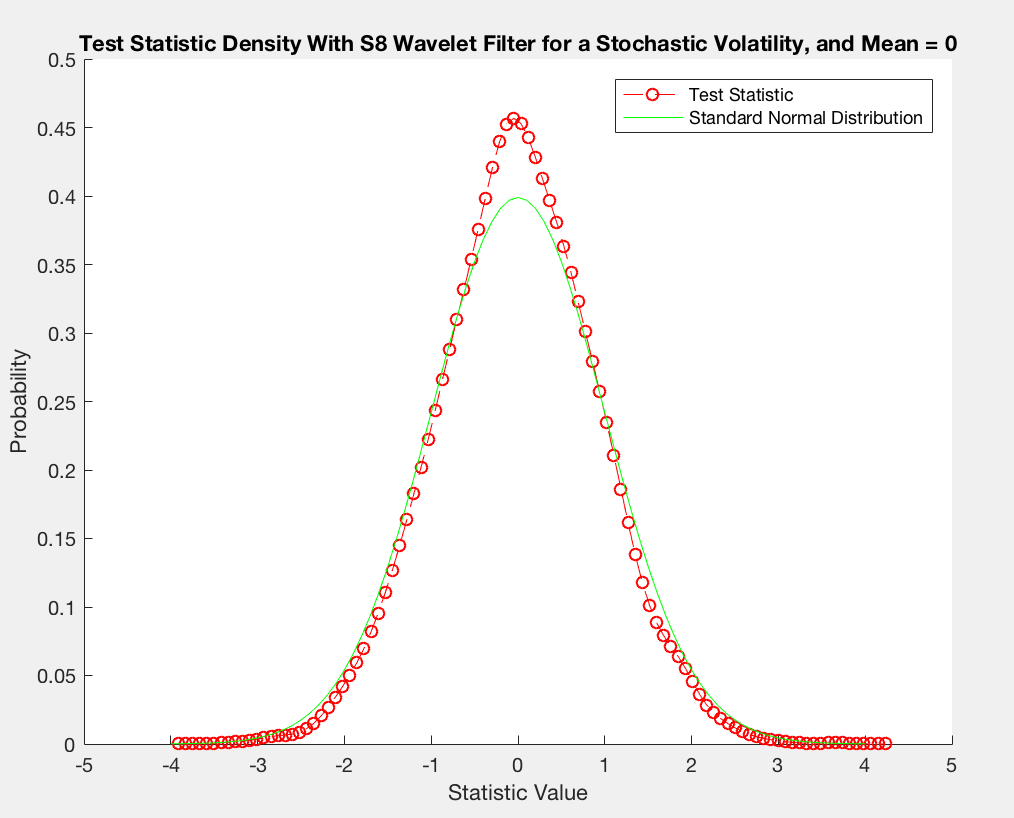 Test Statistic Density With S8 Wavelet Filter for a Stochastic Volatility, and Mean = 0
Test Statistic
Standard Normal Distribution
Probability
0.5
0.45
0.4
0.35
0.3
0.25
0.2
0.15
0.1
0.05
0
-5 -4 -3 -2 -1 0 1 2 3 4 5
Statistic Value